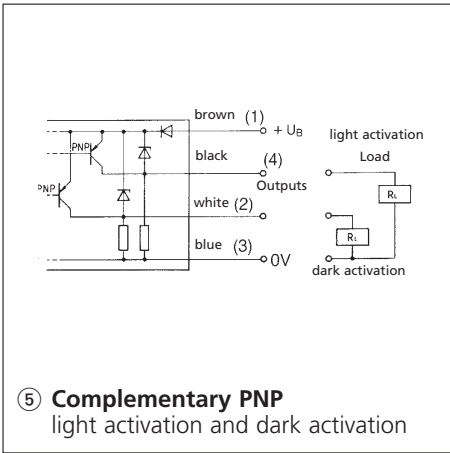 brown (1)
+ UB
light activation
PNP
black (4)
Load
Outputs
PNP
RL
white (2)
RL
blue (3)
0V
dark activation
⑤ Complementary PNP
light activation and dark activation